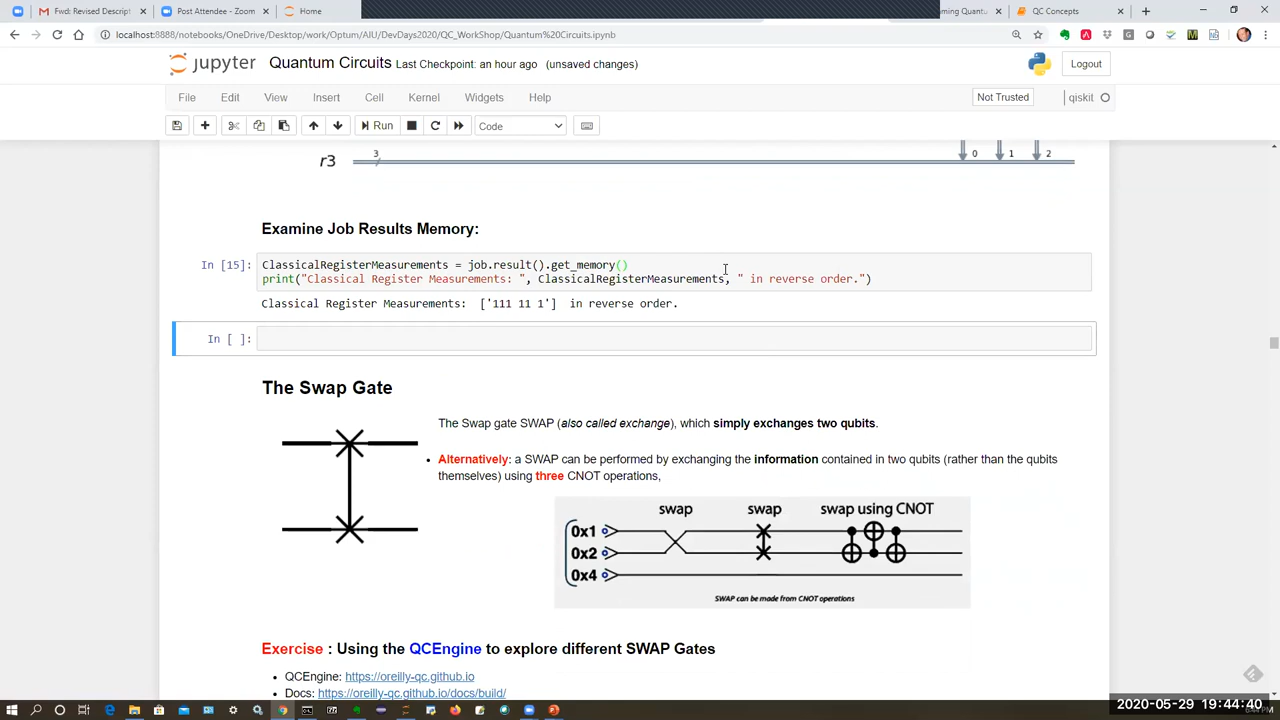 Fwd: Revised Descript
Post Attendee - Zoom
Home
ming Quantum
QC Concepts
localhost:8888/notebooks/OneDrive/Desktop/work/Optum/AIU/DevDays2020/QC_WorkShop/Quantum%20Circuits.ipynb
jupyter Quantum Circuits Last Checkpoint: an hour ago (unsaved changes)
Logout
File Edit View Insert Cell Kernel Widgets Help
Not Trusted
qiskit
Run
Code
r3
3
0 1 2
Examine Job Results Memory:
In [15]:
ClassicalRegisterMeasurements = job.result().get_memory()
print("Classical Register Measurements: ", ClassicalRegisterMeasurements, " in reverse order.")
Classical Register Measurements:  ['111 11 1']  in reverse order.
In [ ]:
The Swap Gate
The Swap gate SWAP (also called exchange), which simply exchanges two qubits.
• Alternatively: a SWAP can be performed by exchanging the information contained in two qubits (rather than the qubits
themselves) using three CNOT operations,
swap swap swap using CNOT
0x1
0x2
0x4
SWAP can be made from CNOT operations
Exercise : Using the QCEngine to explore different SWAP Gates
• QCEngine: https://oreilly-qc.github.io
• Docs: https://oreilly-qc.github.io/docs/build/
2020-05-29 19:44:40